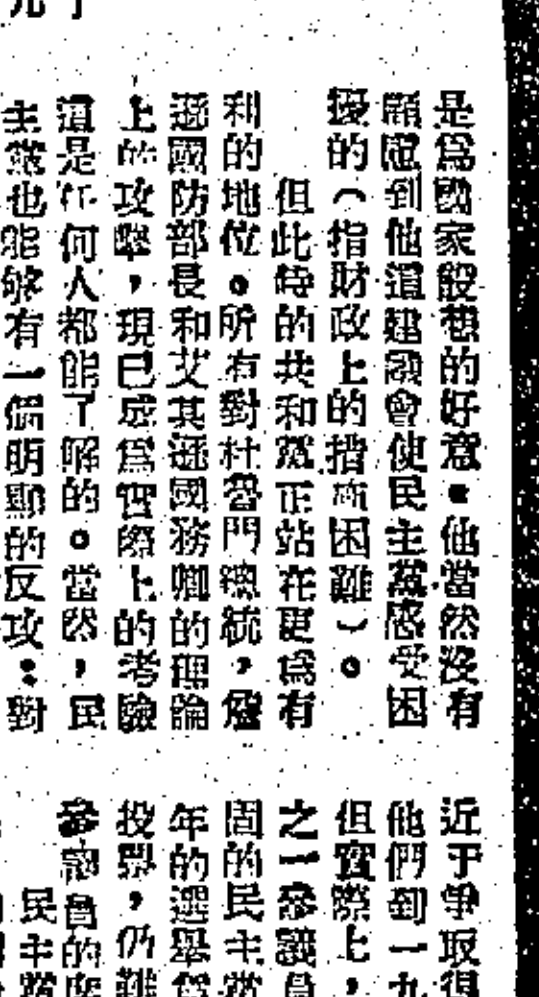 是為國家設想的好意。他當然沒有
顧慮到他這建議會使民主黨感受困
擾的（指財政上的措施困難）。
但此時的共和黨正站在更為有
利的地位。所有對杜魯門總統，詹
遜國防部長和艾其遜國務卿的理論
上的攻擊，現已成為實際上的考驗
這是任何人都能了解的。當然，民
主黨也能够有一個明顯的反攻：對
近于爭取得
他們到一九
但實際上，
之一參議員
固的民主黨
年的選舉
投票，仍難
參議員的
民主黨